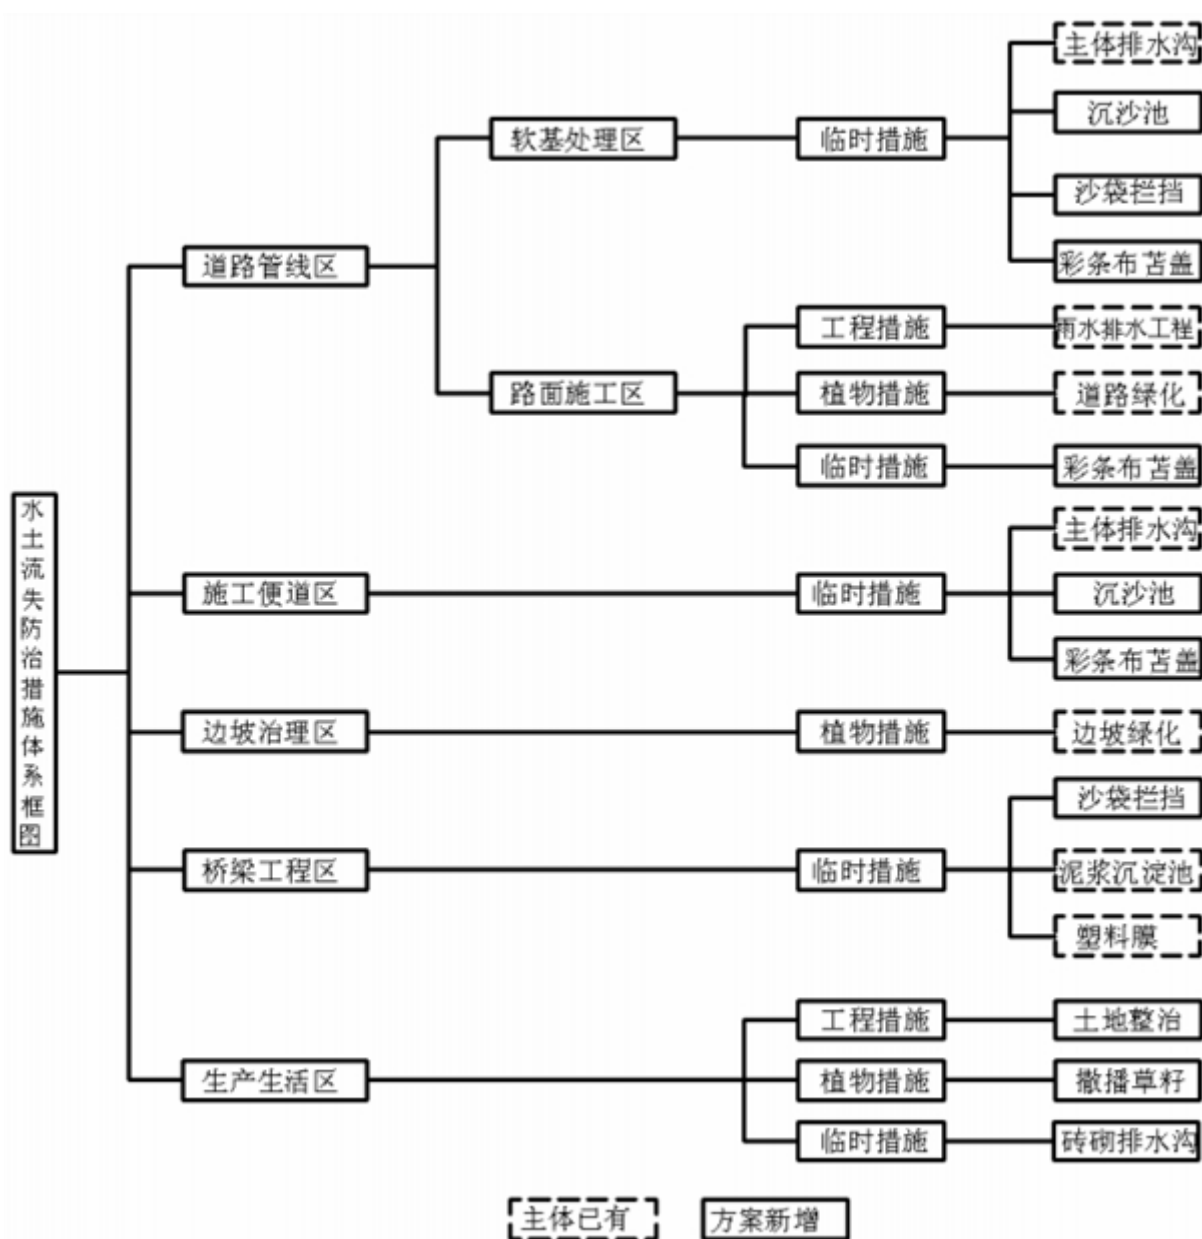 水土流失防治措施体系框图
道路管线区
软基处理区
临时措施
主体排水沟
沉沙池
沙袋拦挡
彩条布苫盖
路面施工区
工程措施
雨水排水工程
植物措施
道路绿化
临时措施
彩条布苫盖
施工便道区
临时措施
主体排水沟
沉沙池
彩条布苫盖
边坡治理区
植物措施
边坡绿化
桥梁工程区
临时措施
沙袋拦挡
泥浆沉淀池
塑料膜
生产生活区
工程措施
土地整治
植物措施
撒播草籽
临时措施
砖砌排水沟
主体已有
方案新增